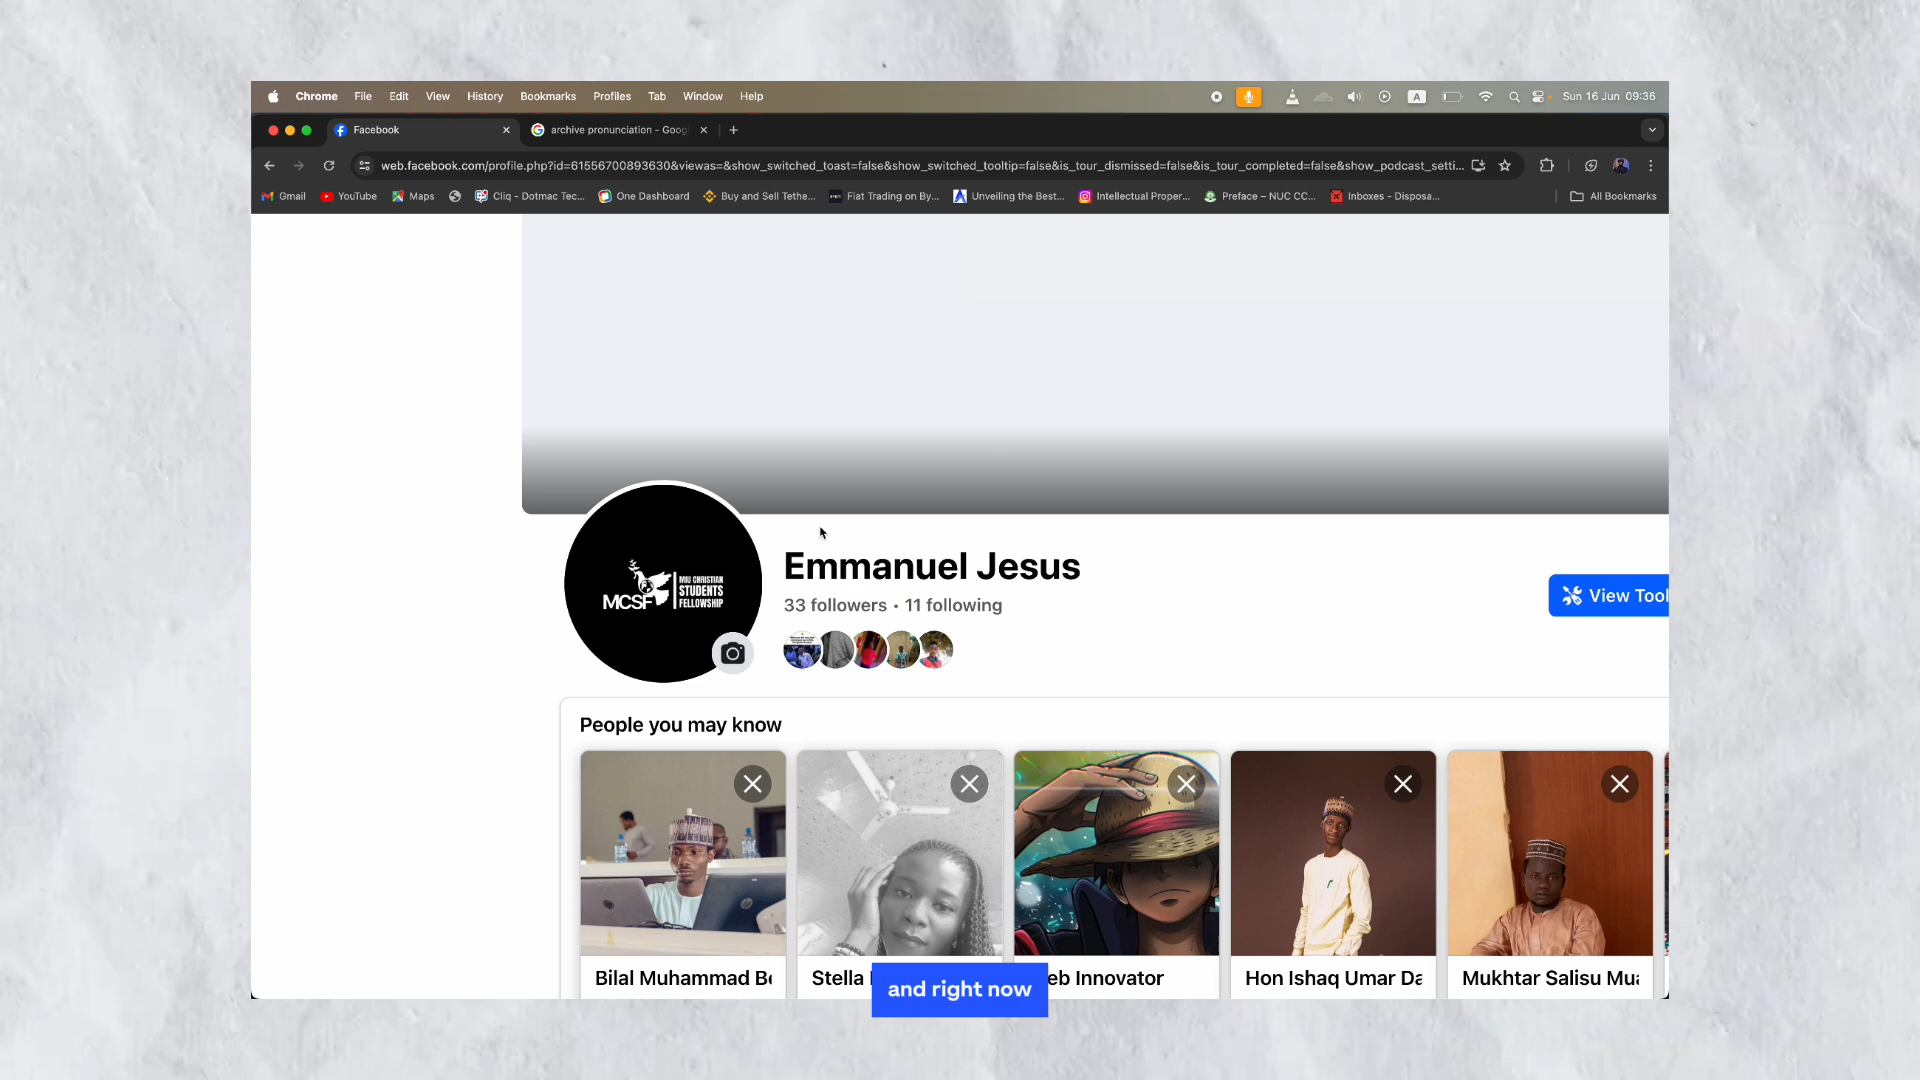 Chrome File Edit View History Bookmarks Profiles Tab Window Help
A
Sun 16 Jun 09:36
Facebook
archive pronunciation – Goog
web.facebook.com/profile.php?id=61556700893630&viewas=&show_switched_toast=false&show_switched_tooltip=false&is_tour_dismissed=false&is_tour_completed=false&show_podcast_setti...
Gmail YouTube Maps Cliq - Dotmac Tec... One Dashboard Buy and Sell Tethe... Fiat Trading on By... Unveiling the Best... Intellectual Proper... Preface – NUC CC... Inboxes - Disposa... All Bookmarks
MCSF
MIU CHRISTIAN
STUDENTS
FELLOWSHIP
Emmanuel Jesus
33 followers • 11 following
View Tool
People you may know
Bilal Muhammad Be
Stella
eb Innovator
Hon Ishaq Umar Da
Mukhtar Salisu Mua
and right now